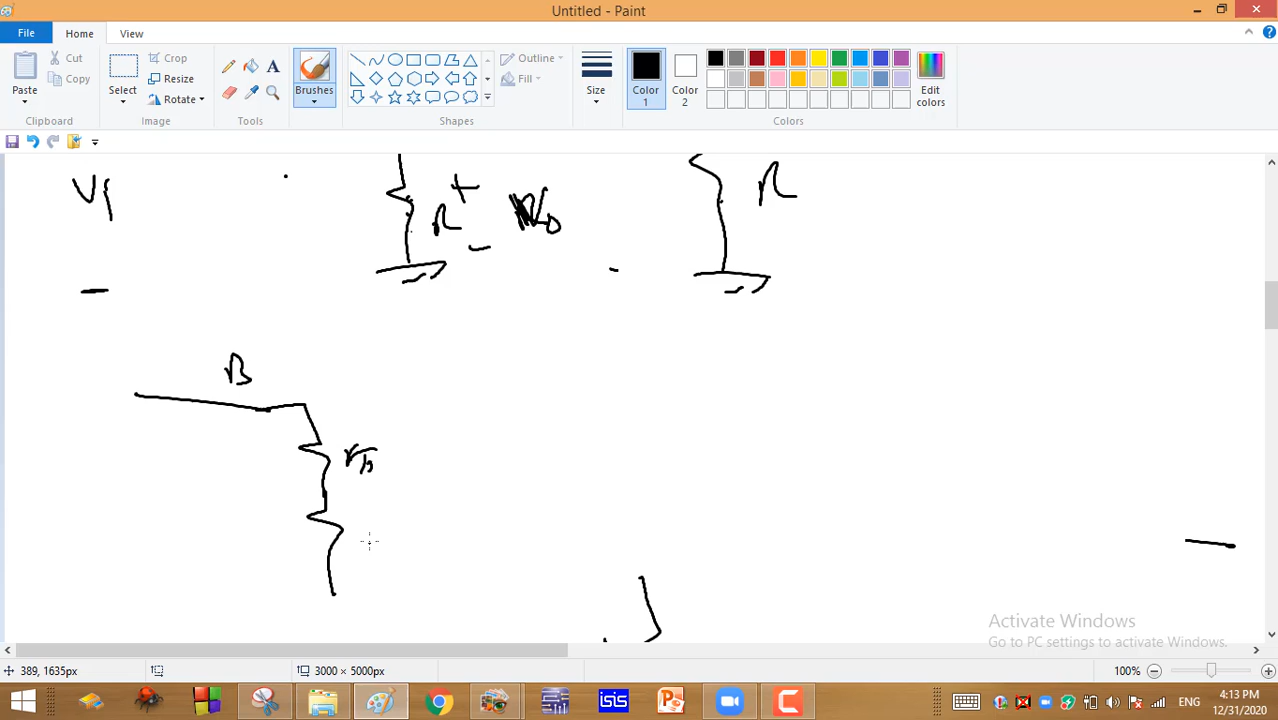 Untitled - Paint
File
Home
View
Paste
Cut
Copy
Clipboard
Select
Crop
Resize
Rotate
Image
Tools
A
Brushes
Shapes
Outline
Fill
Size
Color 1
Color 2
Edit colors
Colors
R
R
+
-
B
Activate Windows
Go to PC settings to activate Windows.
389, 1635px
3000 × 5000px
100%
isis
P
C
ENG
4:13 PM
12/31/2020